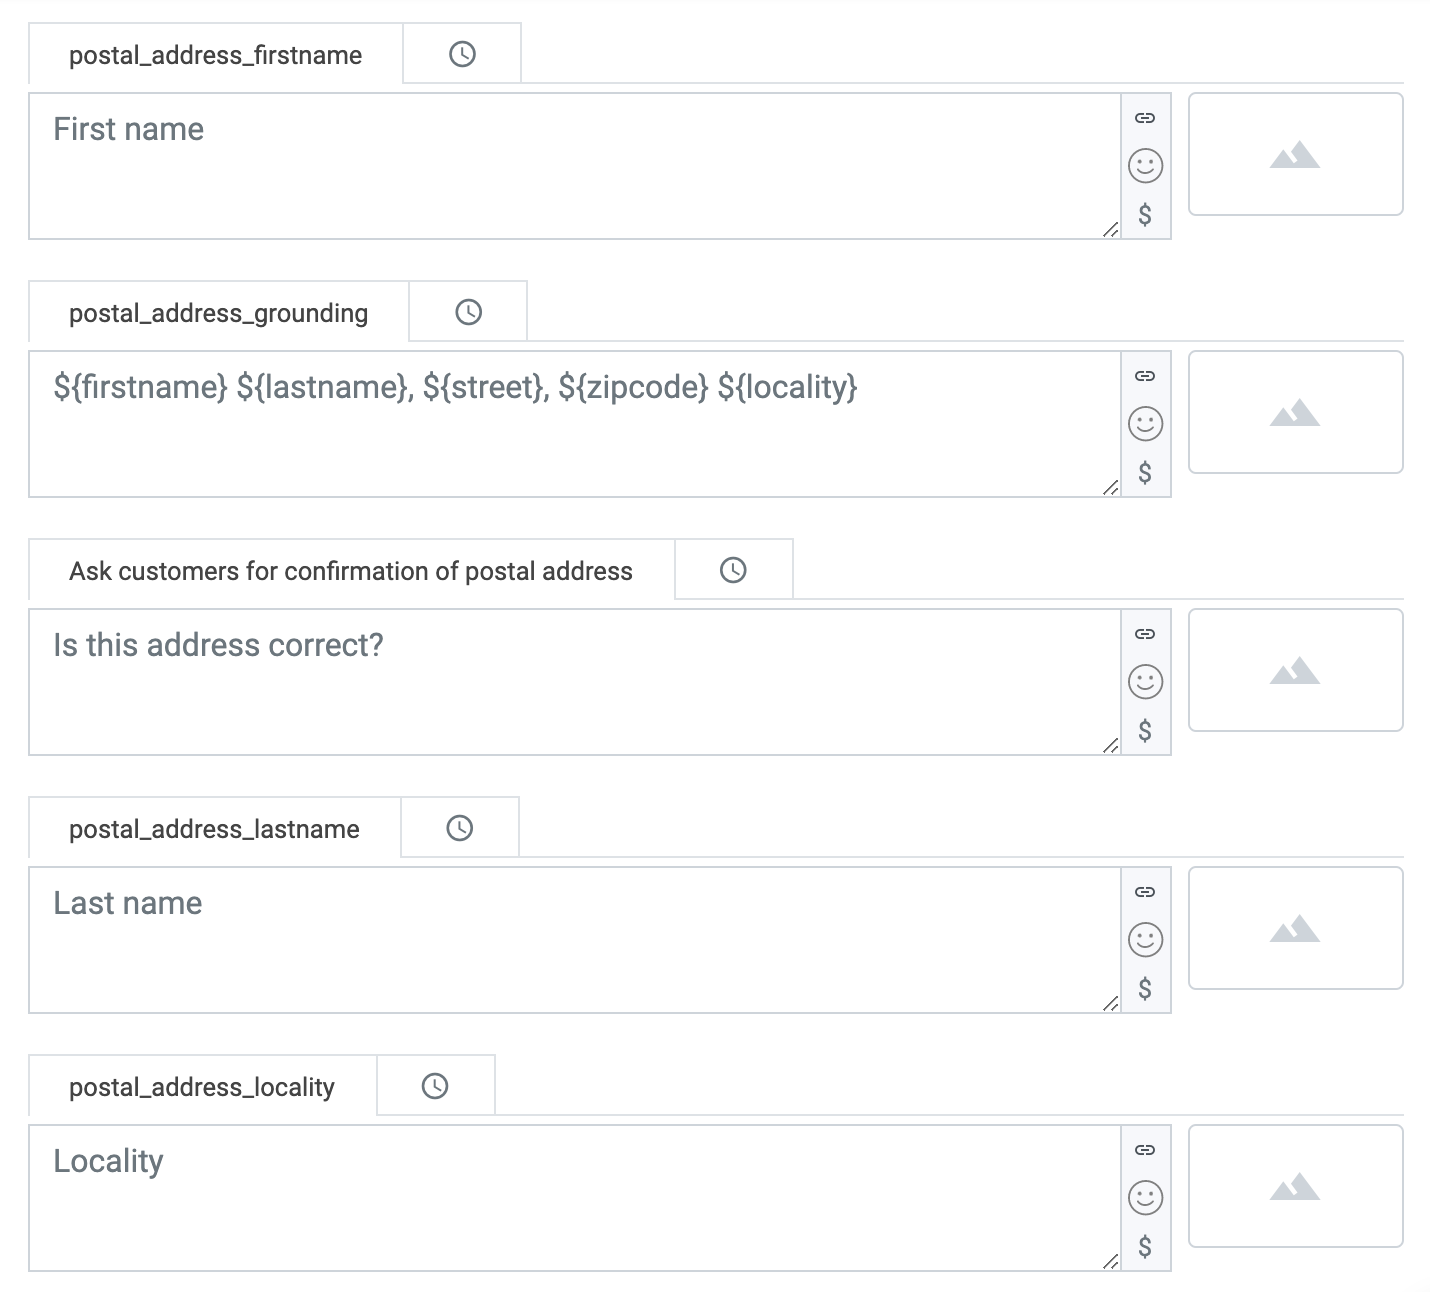 postal_address_firstname
First name
$
postal_address_grounding
${firstname} ${lastname}, ${street}, ${zipcode} ${locality}
$
Ask customers for confirmation of postal address
Is this address correct?
$
postal_address_lastname
Last name
$
postal_address_locality
Locality
$